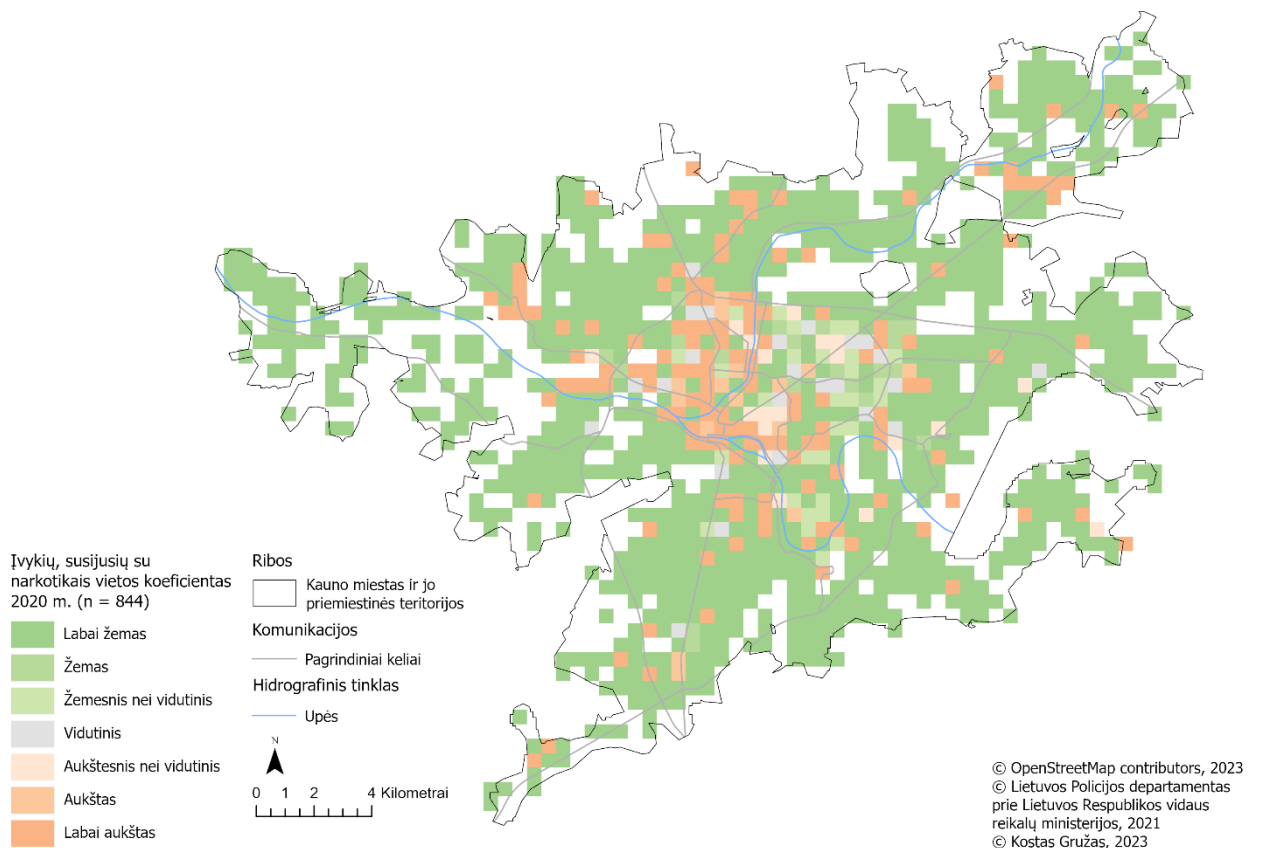 Įvykių, susijusių su
narkotikais vietos koeficientas
2020 m. (n = 844)
Labai žemas
Žemas
Žemesnis nei vidutinis
Vidutinis
Aukštesnis nei vidutinis
Aukštas
Labai aukštas
Ribos
Kauno miestas ir jo
priemiestinės teritorijos
Komunikacijos
Pagrindiniai keliai
Hidrografinis tinklas
Upės
N
0 1 2 4 Kilometrai
© OpenStreetMap contributors, 2023
© Lietuvos Policijos departamentas
prie Lietuvos Respublikos vidaus
reikalų ministerijos, 2021
© Kostas Gružas, 2023